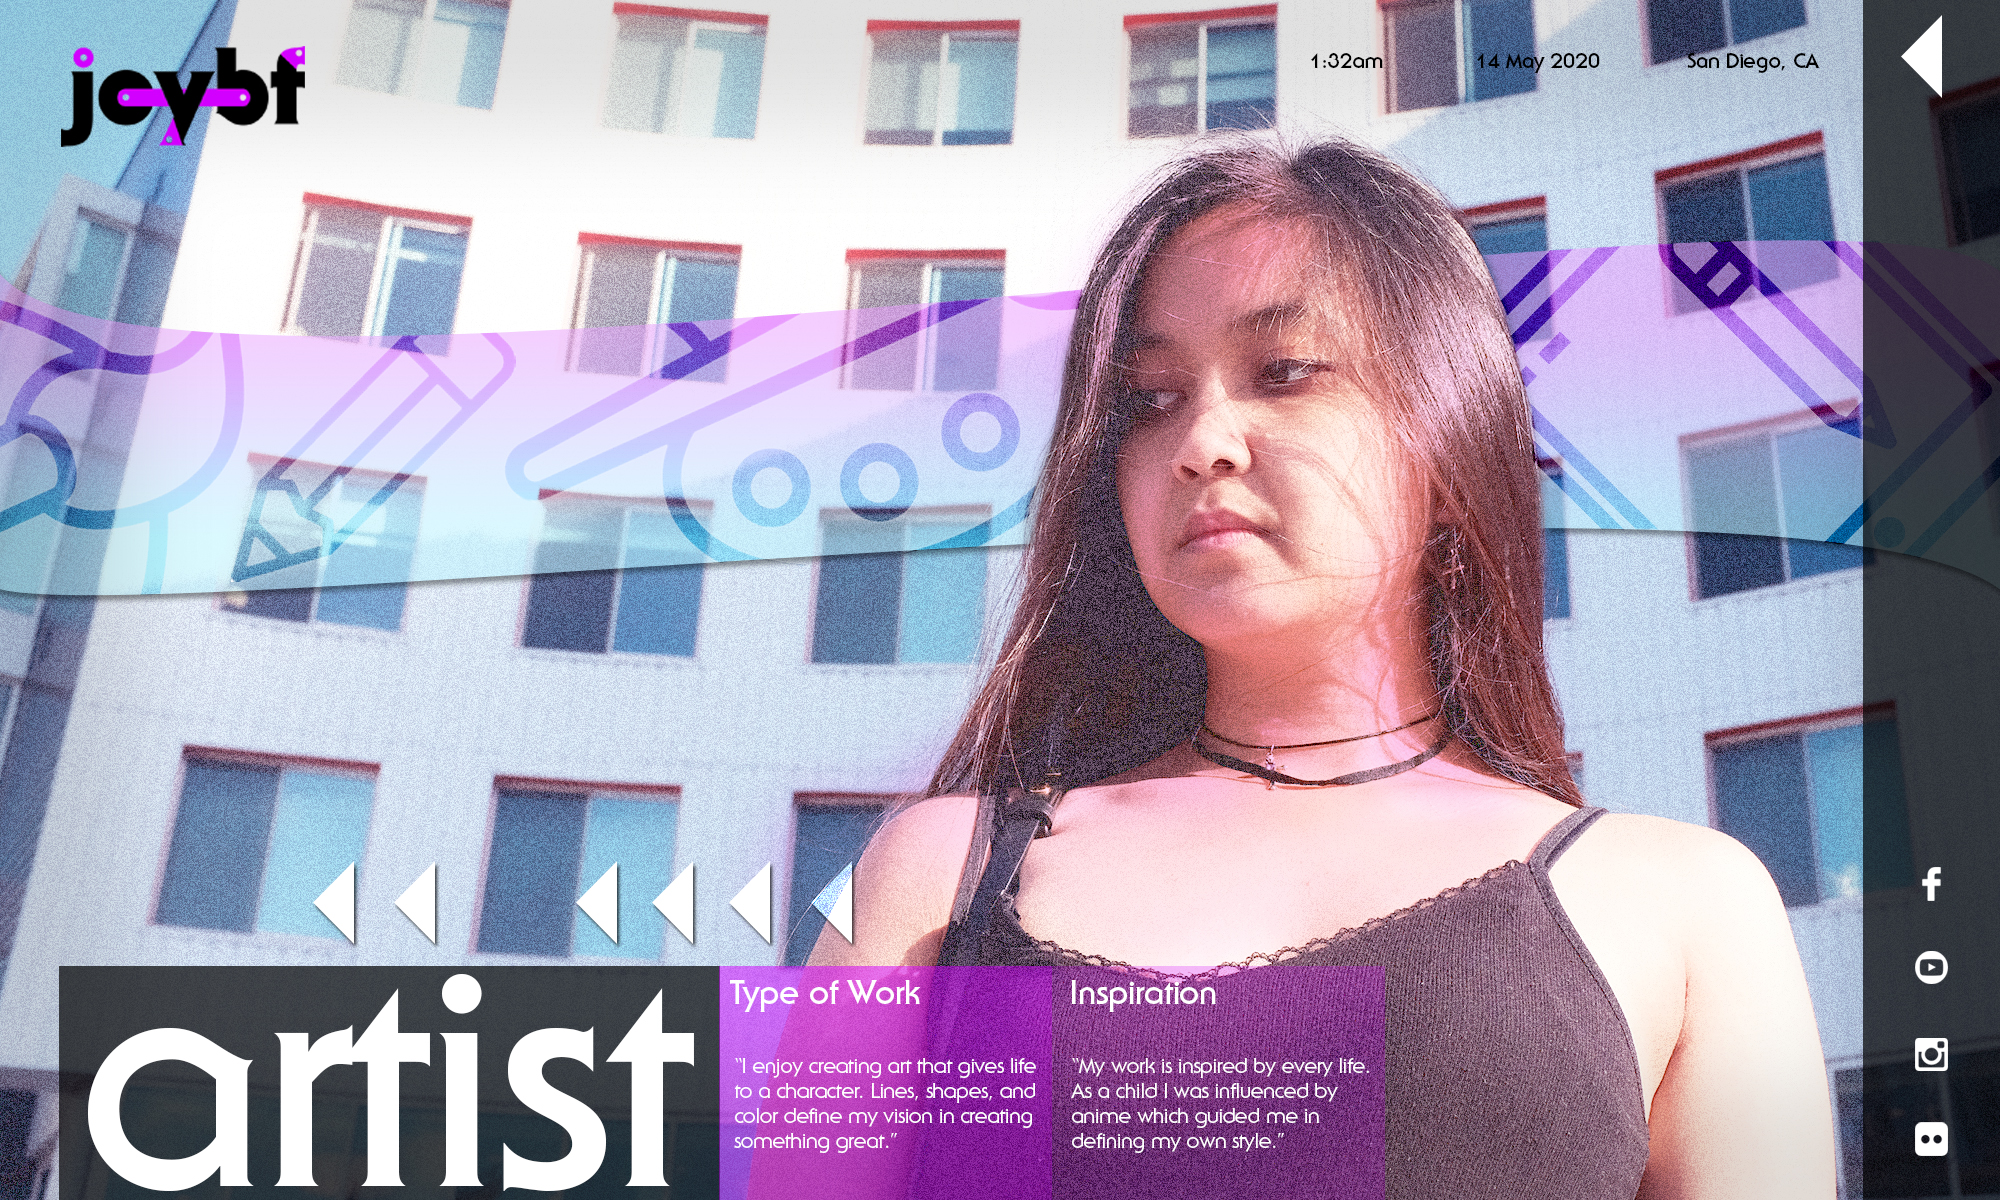 joybf
1:32am
14 May 2020
San Diego, CA
artist
Type of Work
"I enjoy creating art that gives life
to a character. Lines, shapes, and
color define my vision in creating
something great."
Inspiration
"My work is inspired by every life.
As a child I was influenced by
anime which guided me in
defining my own style."